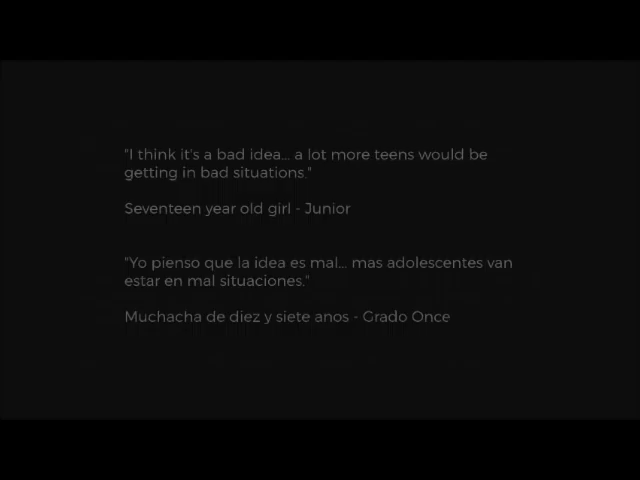 "I think it's a bad idea... a lot more teens would be
getting in bad situations."
Seventeen year old girl - Junior
"Yo pienso que la idea es mal... mas adolescentes van
estar en mal situaciones."
Muchacha de diez y siete anos - Grado Once